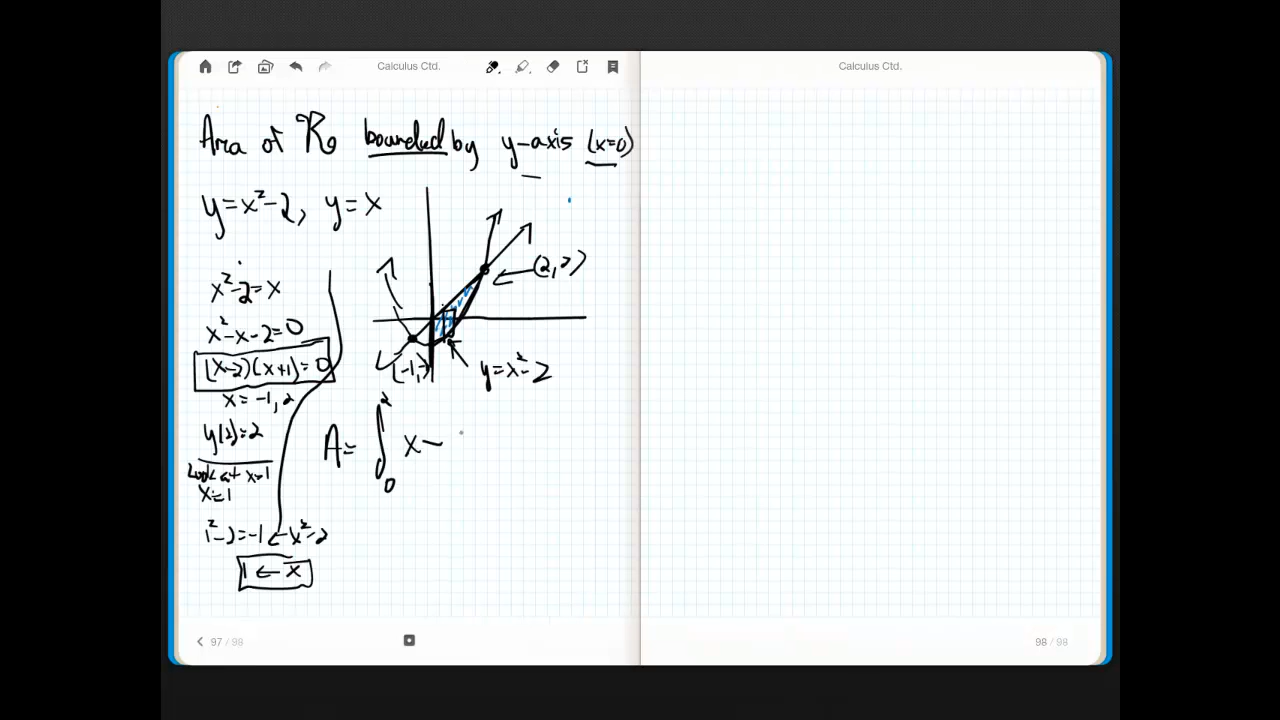 Calculus Ctd.
Calculus Ctd.
Area of R bounded by y-axis (x=0)
y=x²-2, y=x
x²-2=x
x²-x-2=0
(x-2)(x+1)=0
x=-1,2
y(2)=2
Look at x=1
x=1
1²-2=-1 ← x²-2
1 ← x
(2,2)
(-1,
y=x²-2
A= ∫₀² x-
97 / 98
98 / 98